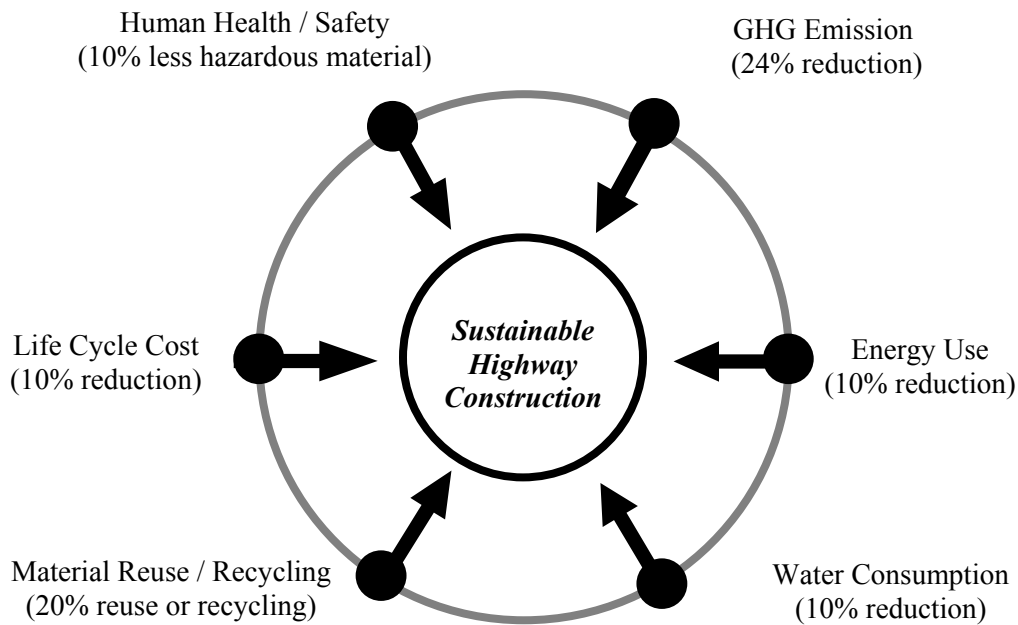 Human Health / Safety
(10% less hazardous material)
GHG Emission
(24% reduction)
Life Cycle Cost
(10% reduction)
Sustainable
Highway
Construction
Energy Use
(10% reduction)
Material Reuse / Recycling
(20% reuse or recycling)
Water Consumption
(10% reduction)